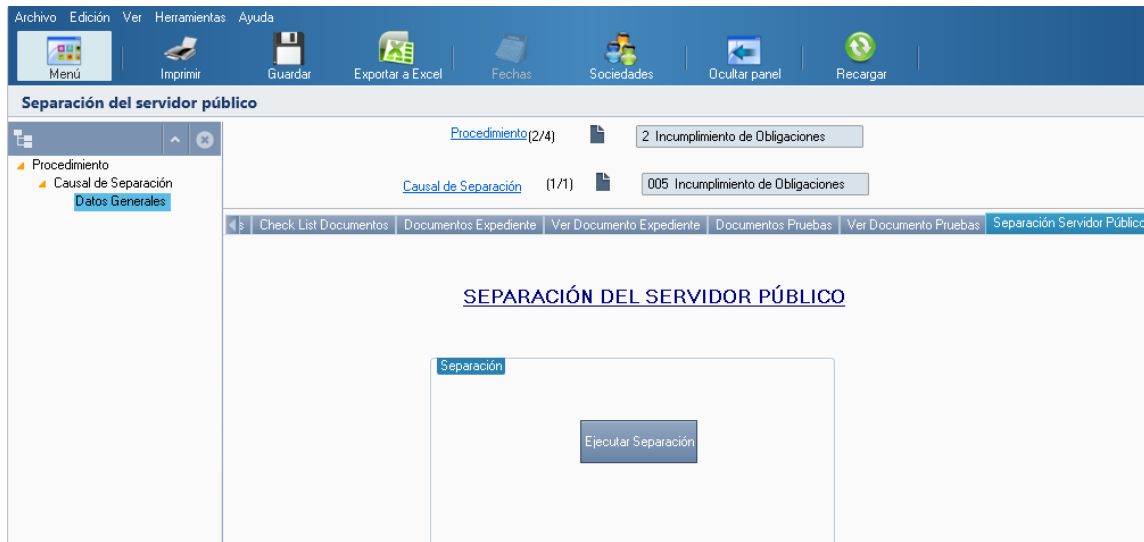 Archivo Edición Ver Herramientas Ayuda
Menú Imprimir Guardar Exportar a Excel Fechas Sociedades Ocultar panel Recargar
Separación del servidor público
Procedimiento (2/4) 2 Incumplimiento de Obligaciones
Procedimiento
Causal de Separación
Datos Generales
Causal de Separación (1/1) 005 Incumplimiento de Obligaciones
s Check List Documentos Documentos Expediente Ver Documento Expediente Documentos Pruebas Ver Documento Pruebas Separación Servidor Público
SEPARACIÓN DEL SERVIDOR PÚBLICO
Separación
Ejecutar Separación